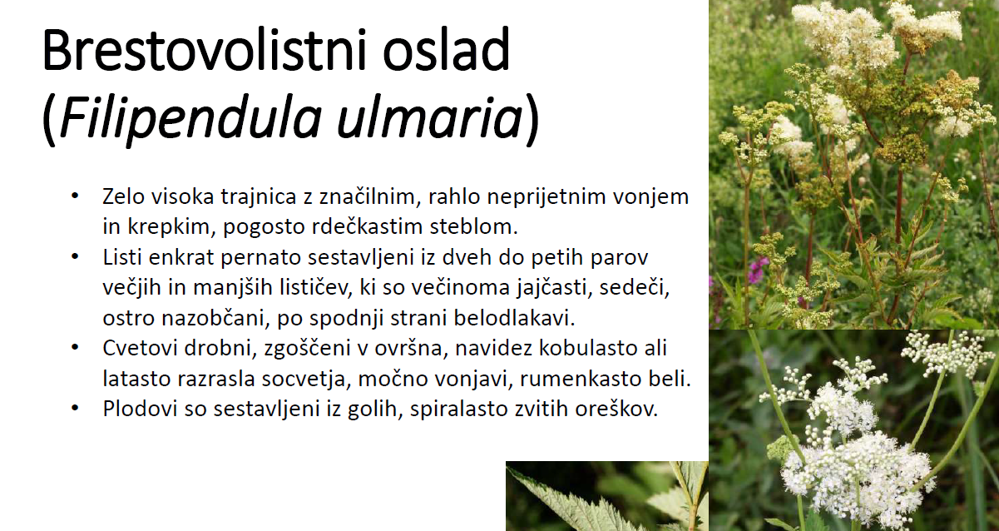 Brestovolistni oslad
(Filipendula ulmaria)
• Zelo visoka trajnica z značilnim, rahlo neprijetnim vonjem
in krepkim, pogosto rdečkastim steblom.
• Listi enkrat pernato sestavljeni iz dveh do petih parov
večjih in manjših lističev, ki so večinoma jajčasti, sedeči,
ostro nazobčani, po spodnji strani belodlakavi.
• Cvetovi drobni, zgoščeni v ovršna, navidez kobulasto ali
latasto razrasla socvetja, močno vonjavi, rumenkasto beli.
• Plodovi so sestavljeni iz golih, spiralasto zvitih oreškov.